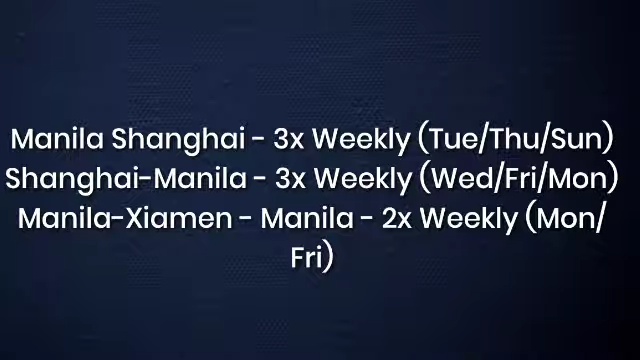 Manila Shanghai - 3x Weekly (Tue/Thu/Sun)
Shanghai-Manila - 3x Weekly (Wed/Fri/Mon)
Manila-Xiamen - Manila - 2x Weekly (Mon/
Fri)